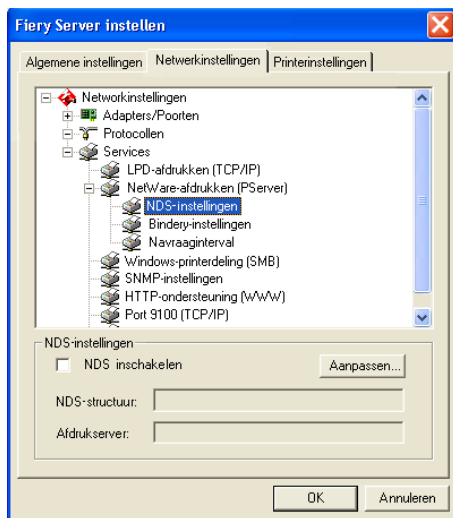 Fiery Server instellen
Algemene instellingen
Netwerkinstellingen
Printerinstellingen
Networkinstellingen
Adapters/Poorten
Protocollen
Services
LPD-afdrukken (TCP/IP)
NetWare-afdrukken (PServer)
NDS-instellingen
Bindery-instellingen
Navraaginterval
Windows-printerdeling (SMB)
SNMP-instellingen
HTTP-ondersteuning (WWW)
Port 9100 (TCP/IP)
NDS-instellingen
NDS inschakelen
Aanpassen...
NDS-structuur:
Afdrukserver:
OK
Annuleren